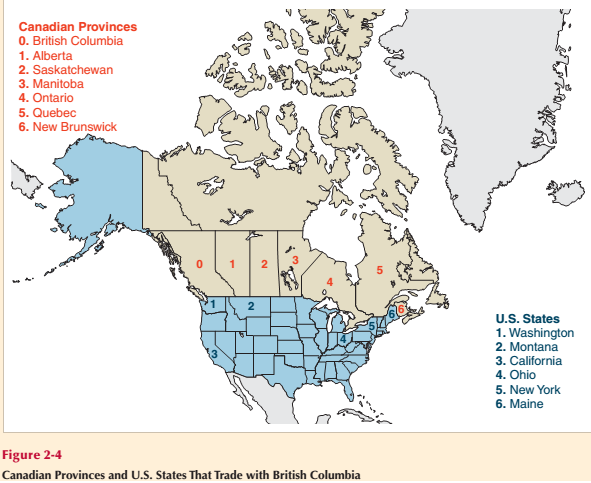 Canadian Provinces
0. British Columbia
1. Alberta
2. Saskatchewan
3. Manitoba
4. Ontario
5. Quebec
6. New Brunswick
0
1
2
3
4
5
6
1
2
3
4
5
6
U.S. States
1. Washington
2. Montana
3. California
4. Ohio
5. New York
6. Maine
Figure 2-4
Canadian Provinces and U.S. States That Trade with British Columbia